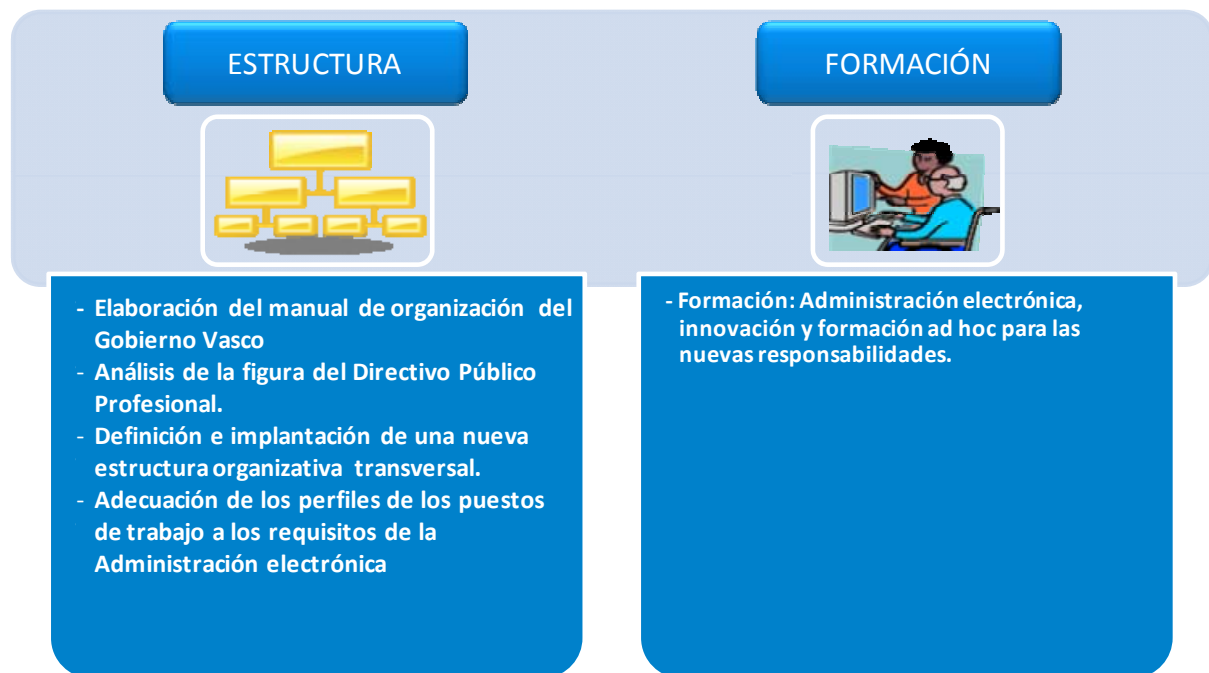 ESTRUCTURA
- Elaboración del manual de organización del
Gobierno Vasco
- Análisis de la figura del Directivo Público
Profesional.
- Definición e implantación de una nueva
estructura organizativa transversal.
- Adecuación de los perfiles de los puestos
de trabajo a los requisitos de la
Administración electrónica
FORMACIÓN
- Formación: Administración electrónica,
innovación y formación ad hoc para las
nuevas responsabilidades.